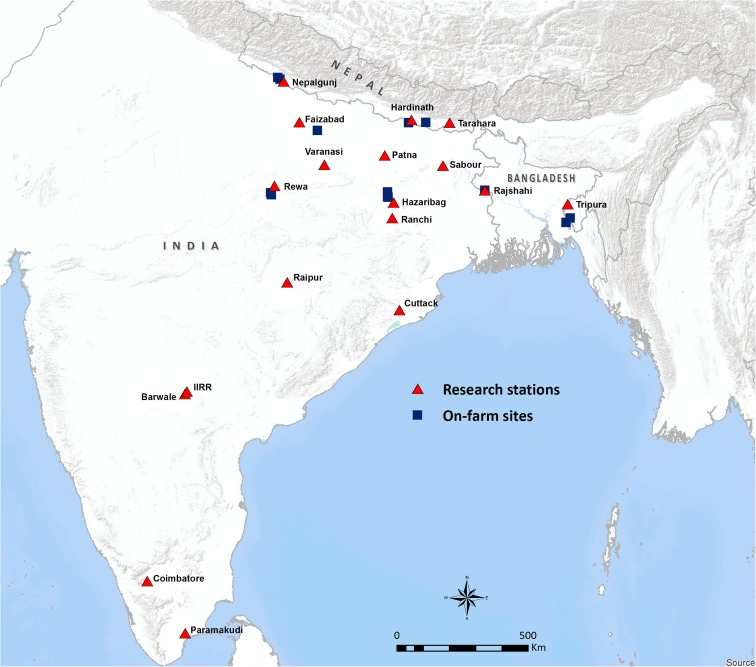 NEPAL
Nepalgunj
Hardinath
Faizabad
Tarahara
Varanasi
Patna
Sabour
BANGLADESH
Rewa
Rajshahi
Hazaribag
Tripura
Ranchi
INDIA
Raipur
Cuttack
IIRR
Barwale
Research stations
On-farm sites
Coimbatore
N
W E
S
Paramakudi
0 500
Km
Source